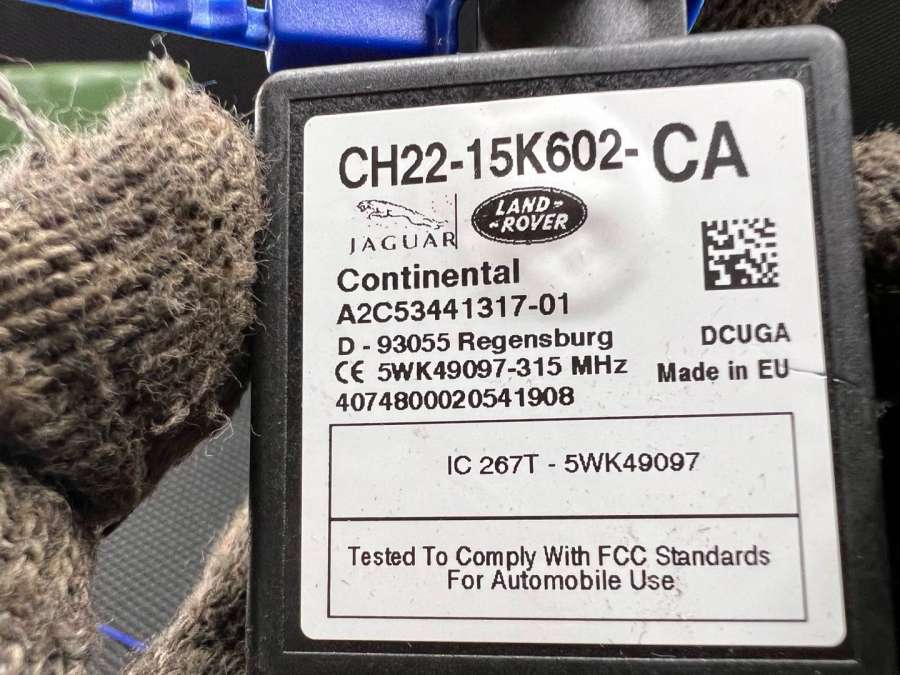 CH22-15K602-CA
JAGUAR
LAND-
-ROVER
Continental
A2C53441317-01
D - 93055 Regensburg
DCUGA
CE 5WK49097-315 MHz
Made in EU
4074800020541908
IC 267T - 5WK49097
Tested To Comply With FCC Standards
For Automobile Use